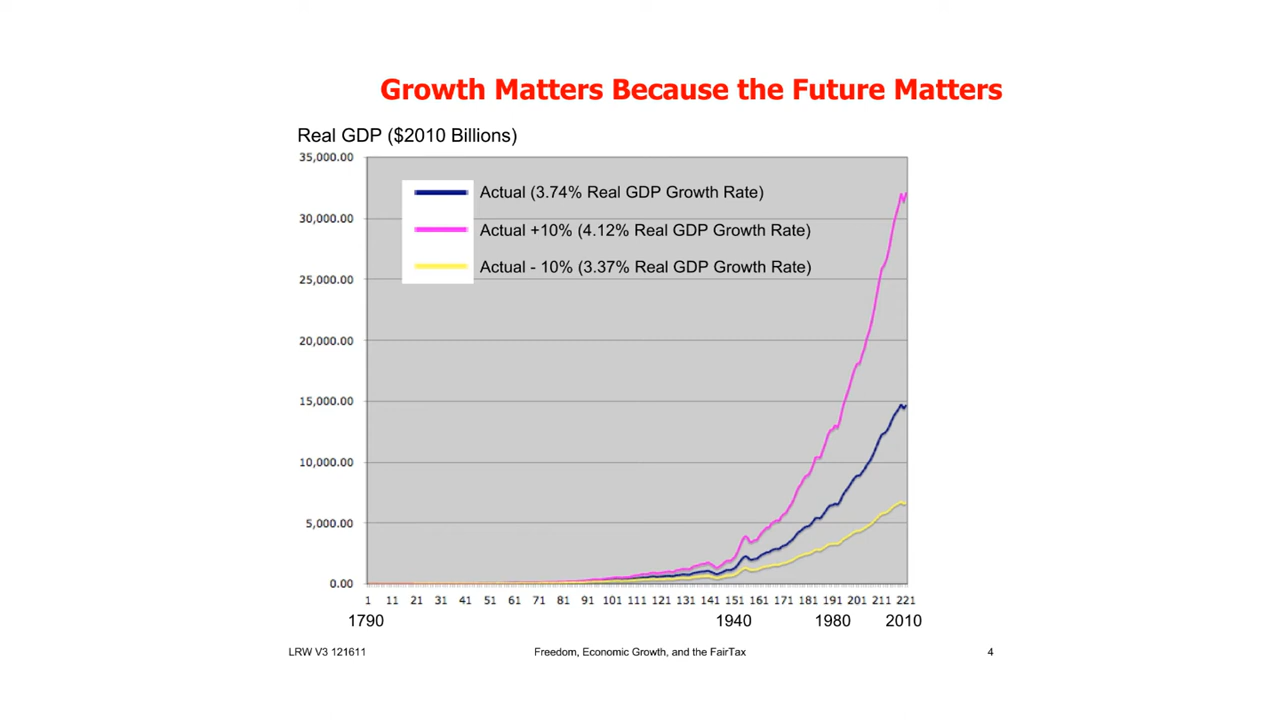 Growth Matters Because the Future Matters
Real GDP ($2010 Billions)
35,000.00
Actual (3.74% Real GDP Growth Rate)
30,000.00
Actual +10% (4.12% Real GDP Growth Rate)
Actual - 10% (3.37% Real GDP Growth Rate)
25,000.00
20,000.00
15,000.00
10,000.00
5,000.00
0.00
1 11 21 31 41 51 61 71 81 91 101 111 121 131 141 151 161 171 181 191 201 211 221
1790 1940 1980 2010
LRW V3 121611 Freedom, Economic Growth, and the FairTax 4